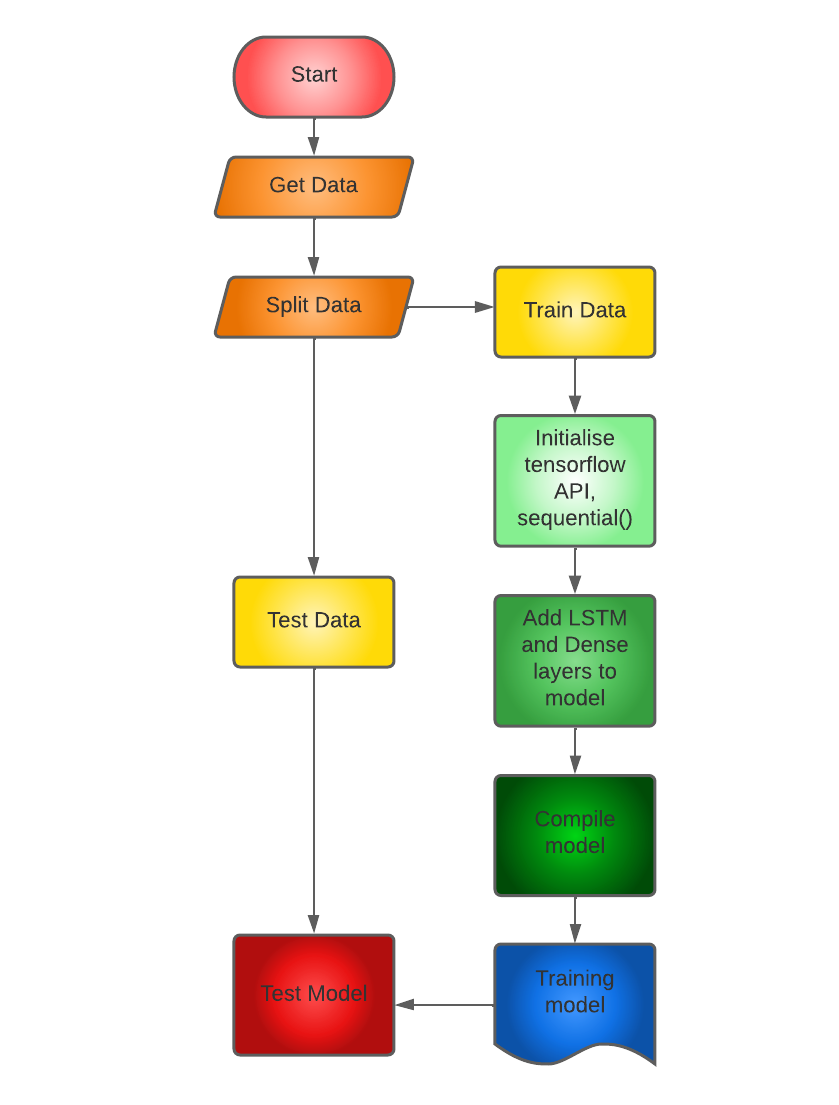 Start
Get Data
Split Data
Train Data
Initialise
tensorflow
API,
sequential()
Add LSTM
and Dense
layers to
model
Test Data
Compile
model
Training
model
Test Model